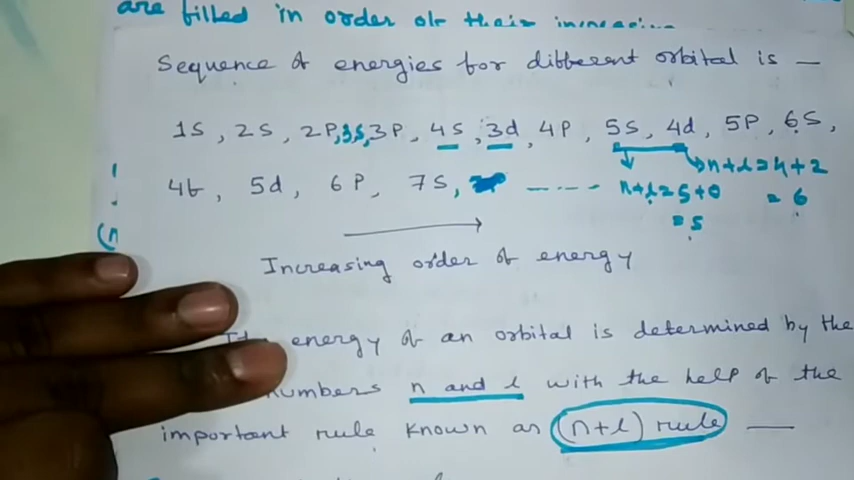 are filled in order of their increasi...
Sequence of energies for different orbital is —
1S, 2S, 2P, 3S, 3P, 4S, 3d, 4P, 5S, 4d, 5P, 6S,
n+l=4+2
4f, 5d, 6P, 7S, ----
n+l=5+0
= 6
= 5
(n
Increasing order of energy
energy of an orbital is determined by the
numbers n and l with the help of the
important rule known as (n+l) rule —